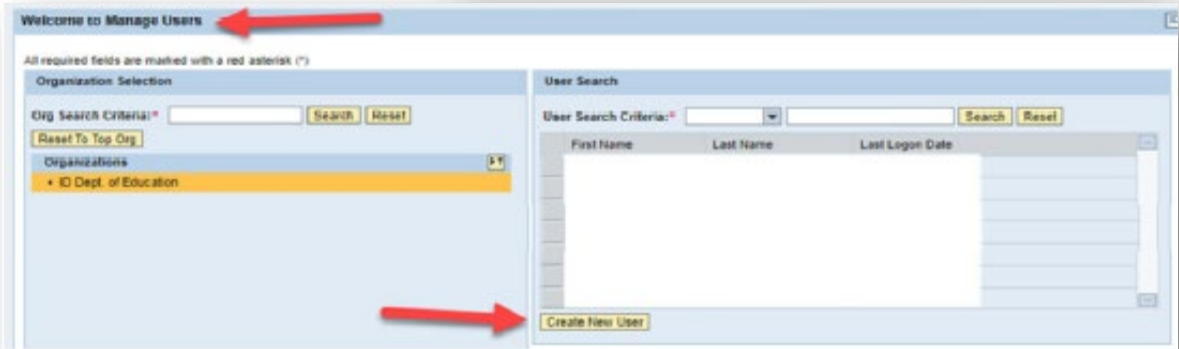 Welcome to Manage Users
All required fields are marked with a red asterisk (*)
Organization Selection
Org Search Criteria:* Search Reset
Reset To Top Org
Organizations
• ID Dept. of Education
User Search
User Search Criteria:* Search Reset
First Name Last Name Last Logon Date
Create New User